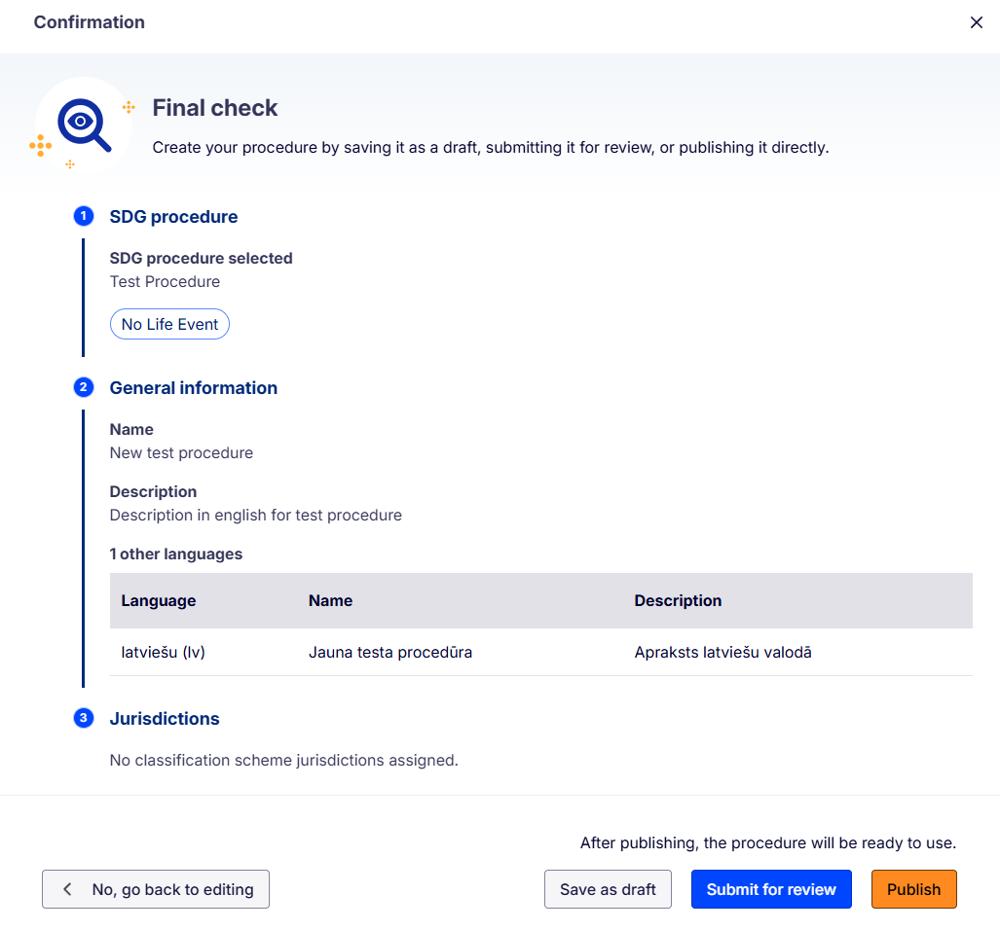 Confirmation
Final check
Create your procedure by saving it as a draft, submitting it for review, or publishing it directly.
1 SDG procedure
SDG procedure selected
Test Procedure
No Life Event
2 General information
Name
New test procedure
Description
Description in english for test procedure
1 other languages
Language Name Description
latviešu (lv) Jauna testa procedūra Apraksts latviešu valodā
3 Jurisdictions
No classification scheme jurisdictions assigned.
After publishing, the procedure will be ready to use.
No, go back to editing Save as draft Submit for review Publish